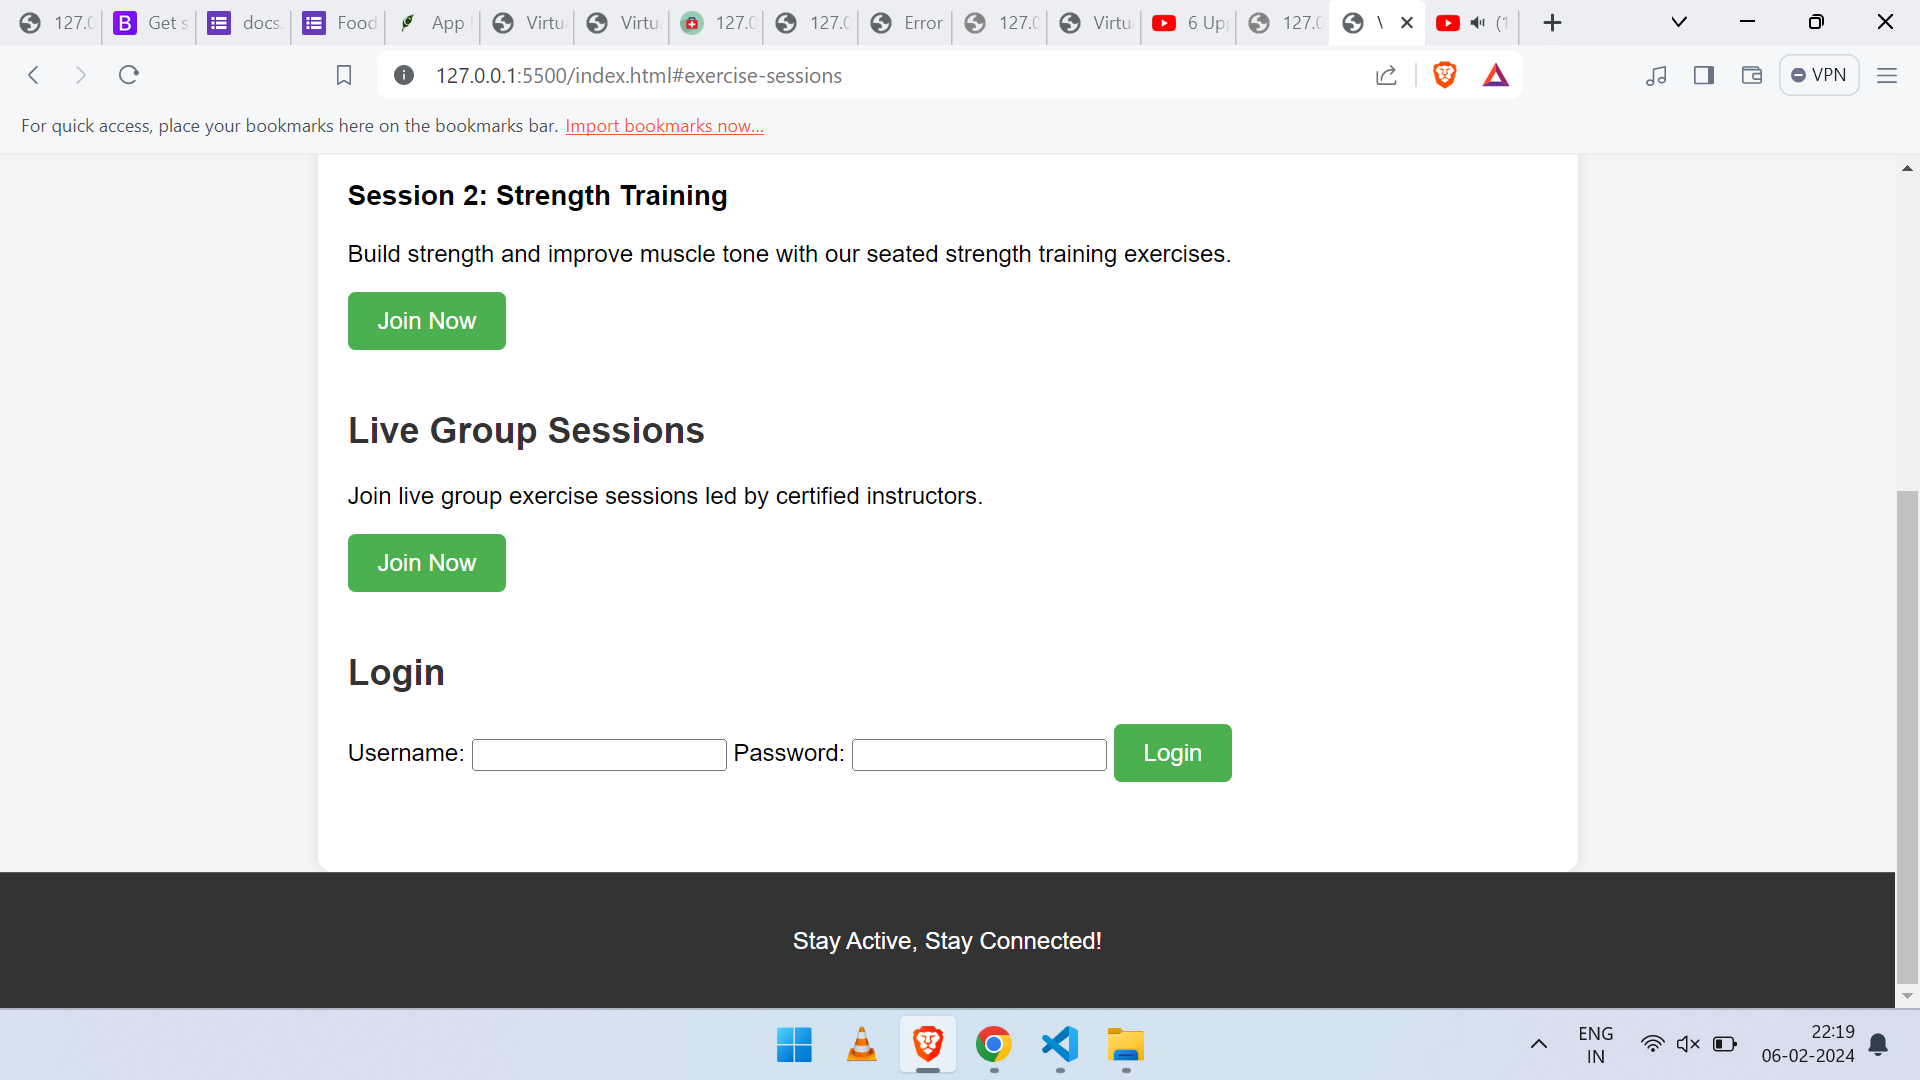 127.0 Get s docs. Food App Virtu Virtu 127.0 127.0 Error 127.0 Virtu 6 Up 127.0 \ (1
127.0.0.1:5500/index.html#exercise-sessions VPN
For quick access, place your bookmarks here on the bookmarks bar. Import bookmarks now...
Session 2: Strength Training
Build strength and improve muscle tone with our seated strength training exercises.
Join Now
Live Group Sessions
Join live group exercise sessions led by certified instructors.
Join Now
Login
Username: Password: Login
Stay Active, Stay Connected!
ENG 22:19
IN 06-02-2024